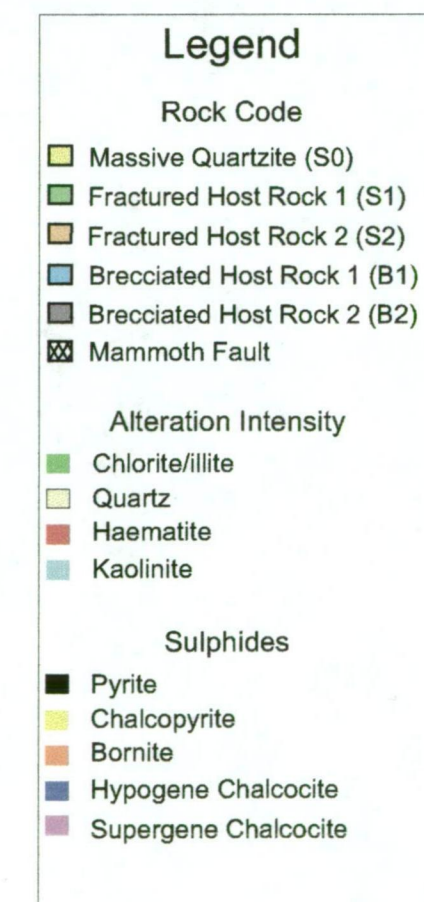 Legend
Rock Code
Massive Quartzite (S0)
Fractured Host Rock 1 (S1)
Fractured Host Rock 2 (S2)
Brecciated Host Rock 1 (B1)
Brecciated Host Rock 2 (B2)
Mammoth Fault
Alteration Intensity
Chlorite/illite
Quartz
Haematite
Kaolinite
Sulphides
Pyrite
Chalcopyrite
Bornite
Hypogene Chalcocite
Supergene Chalcocite